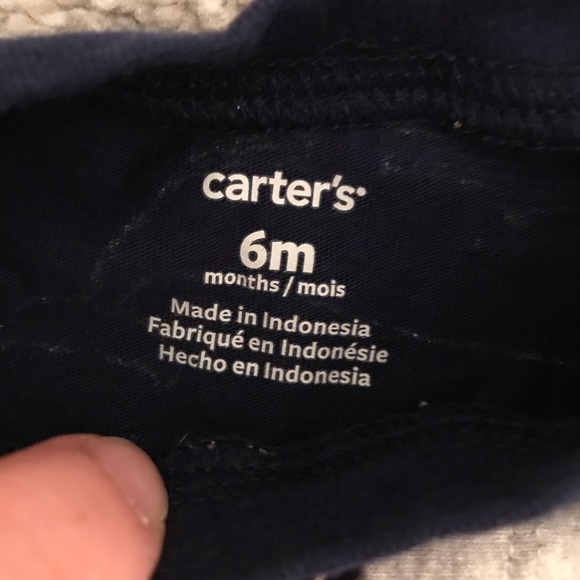 carter's
6m
months / mois
Made in Indonesia
Fabriqué en Indonésie
Hecho en Indonesia